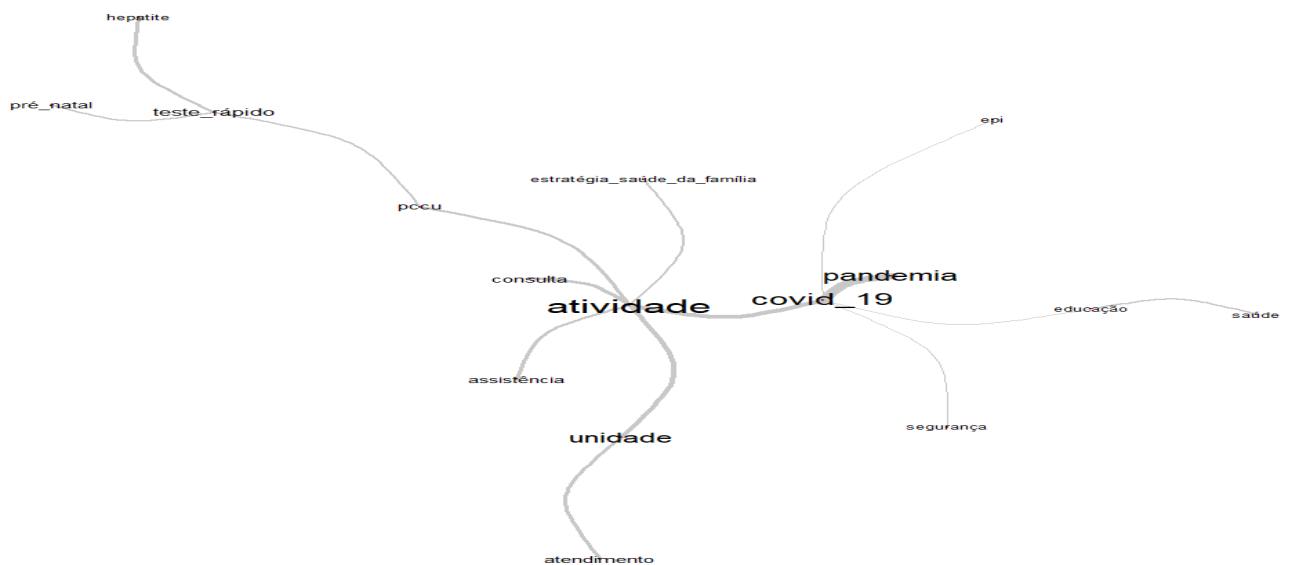 hepatite
pré_natal
teste_rápido
epi
estratégia_saúde_da_família
pccu
consulta
pandemia
covid_19
atividade
educação
saúde
assistência
segurança
unidade
atendimento